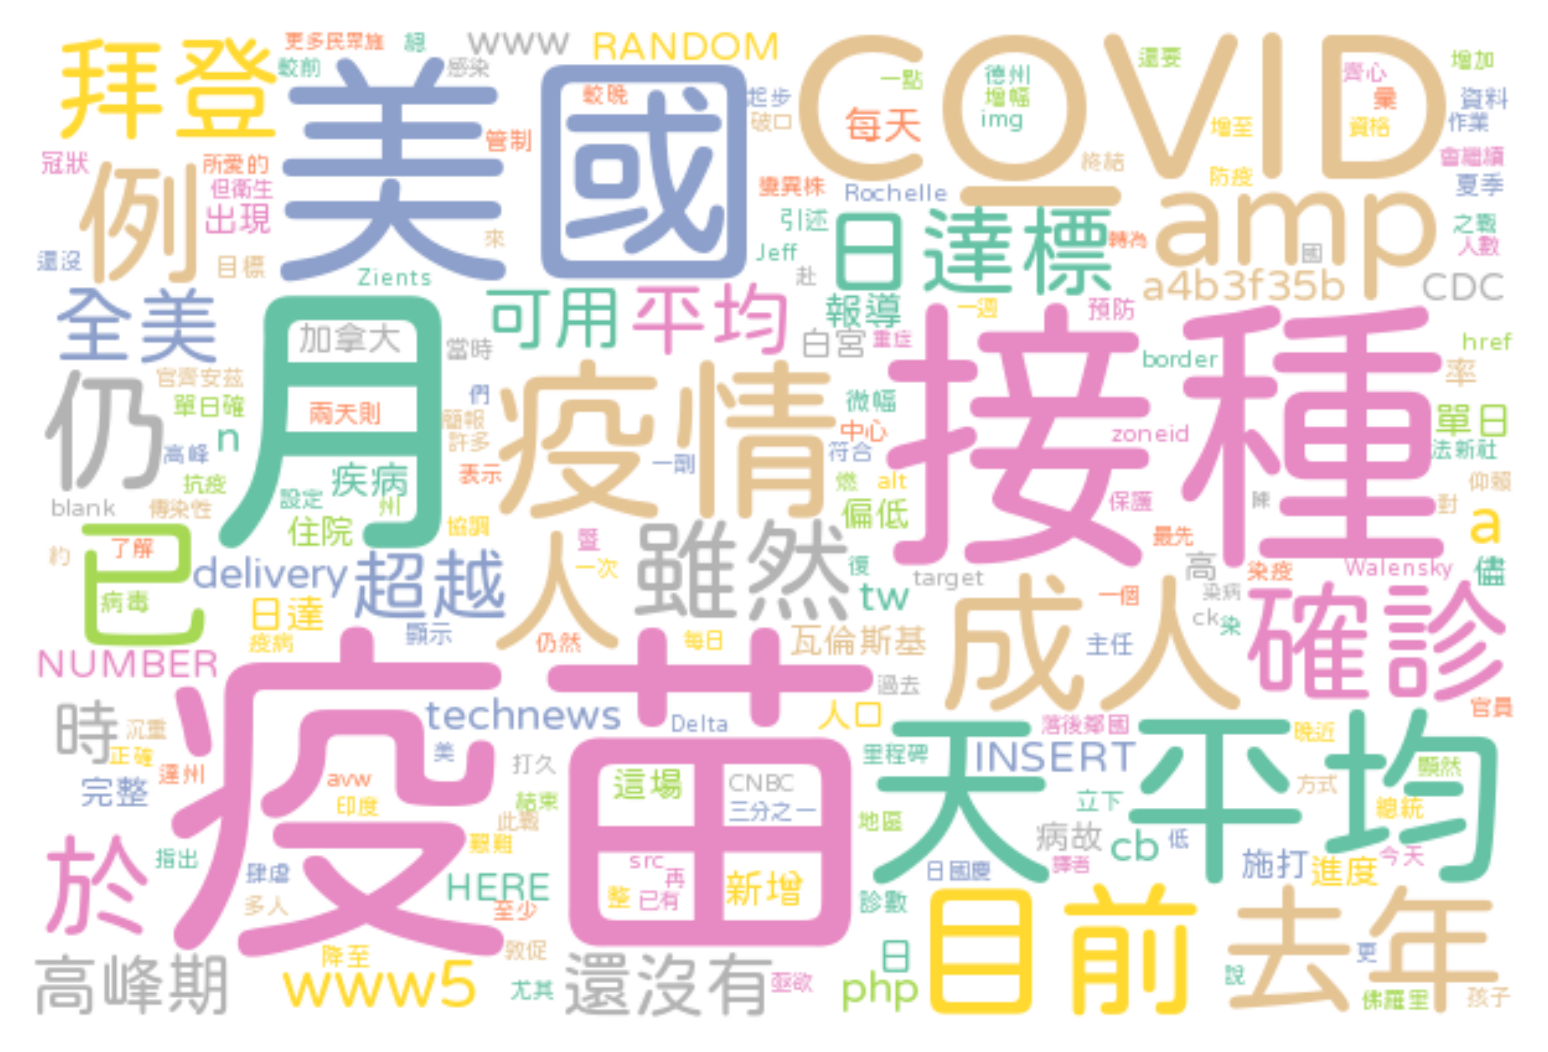 拜登
更多民眾施
總
WWW
RANDOM
COVID
還要
增加
較前
美國
感染
一點
德州
齊心
較晚
起步
增幅
彙
資料
破口
每天
img
增至
資格
作業
管制
冠狀
所愛的
終結
會繼續
例
但衛生
變異株
Rochelle
防疫
夏季
出現
引述
日達標
amp
之戰
來
轉為
人數
還沒
目標
Jeff
國
Zients
赴
a4b3f35b
CDC
全美
月
可用
平均
報導
一週
預防
接種
加拿大
當時
白宮
重症
border
href
官齊安茲
率
仍
單日確
兩天則
們
疫情
微幅
單日
n
簡報
中心
zoneid
高峰
許多
符合
法新社
抗疫
疾病
表示
一劑
燃
alt
仰賴
blank
傳染性
設定
州
保護
陳
對
住院
協調
偏低
a
已
約
了解
暨
雖然
最先
delivery
超越
人
一次
復
高
染疫
Walensky
儘
target
病毒
tw
成人
一個
染病
確診
日達
ck
染
疫病
顯示
仍然
每日
瓦倫斯基
主任
NUMBER
疫苗
過去
時
沉重
technews
Delta
人口
落後鄰國
官員
正確
美
里程碑
INSERT
天平均
晚近
達州
avw
打久
這場
CNBC
顯然
完整
印度
結束
三分之一
立下
方式
此戰
地區
總統
於
艱難
病故
cb
低
指出
src
再
譯者
施打
進度
今天
肆虐
HERE
整
已有
新增
日國慶
多人
至少
診數
目前
去年
高峰期
降至
敦促
日
更
www5
尤其
還沒有
亟欲
php
說
佛羅里
孩子